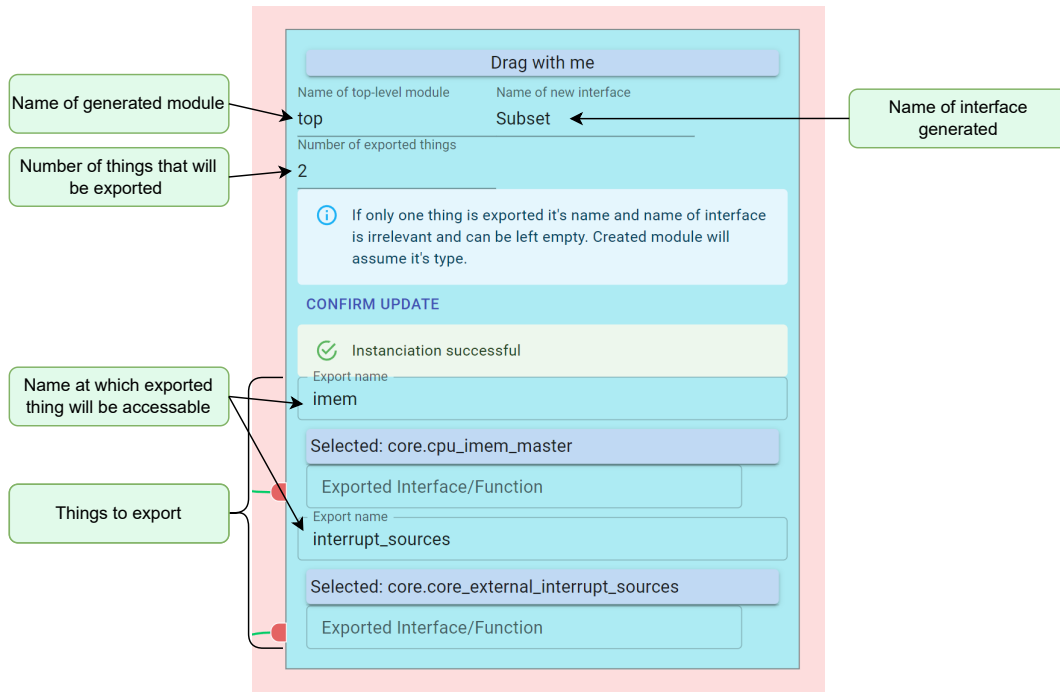 Drag with me
Name of top-level module
Name of new interface
Name of generated module
top
Subset
Name of interface
generated
Number of exported things
Number of things that will
be exported
2
If only one thing is exported it's name and name of interface
is irrelevant and can be left empty. Created module will
assume it's type.
CONFIRM UPDATE
Instanciation successful
Name at which exported
thing will be accessable
Export name
imem
Selected: core.cpu_imem_master
Exported Interface/Function
Things to export
Export name
interrupt_sources
Selected: core.core_external_interrupt_sources
Exported Interface/Function